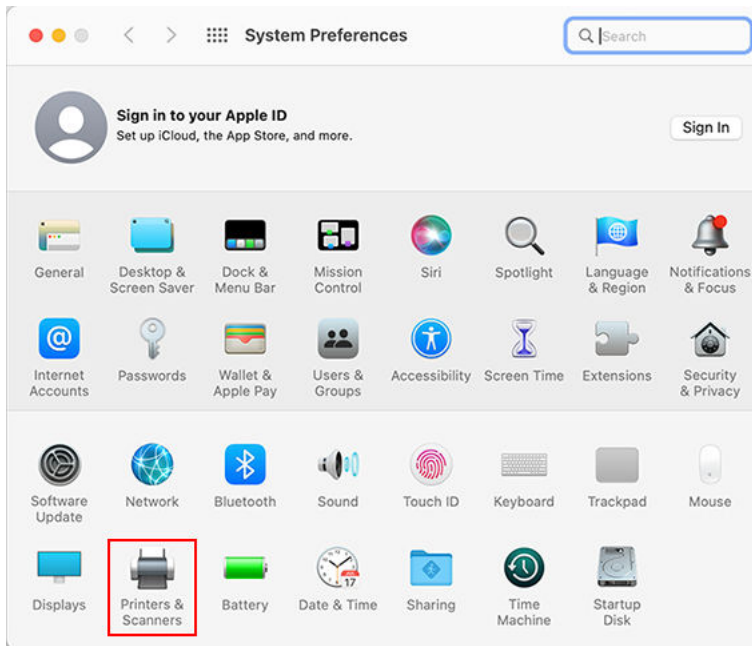 System Preferences
Search
Sign in to your Apple ID
Set up iCloud, the App Store, and more.
Sign In
General
Desktop &
Screen Saver
Dock &
Menu Bar
Mission
Control
Siri
Spotlight
Language
& Region
Notifications
& Focus
Internet
Accounts
Passwords
Wallet &
Apple Pay
Users &
Groups
Accessibility
Screen Time
Extensions
Security
& Privacy
Software
Update
Network
Bluetooth
Sound
Touch ID
Keyboard
Trackpad
Mouse
Displays
Printers &
Scanners
Battery
17
Date & Time
Sharing
Time
Machine
Startup
Disk